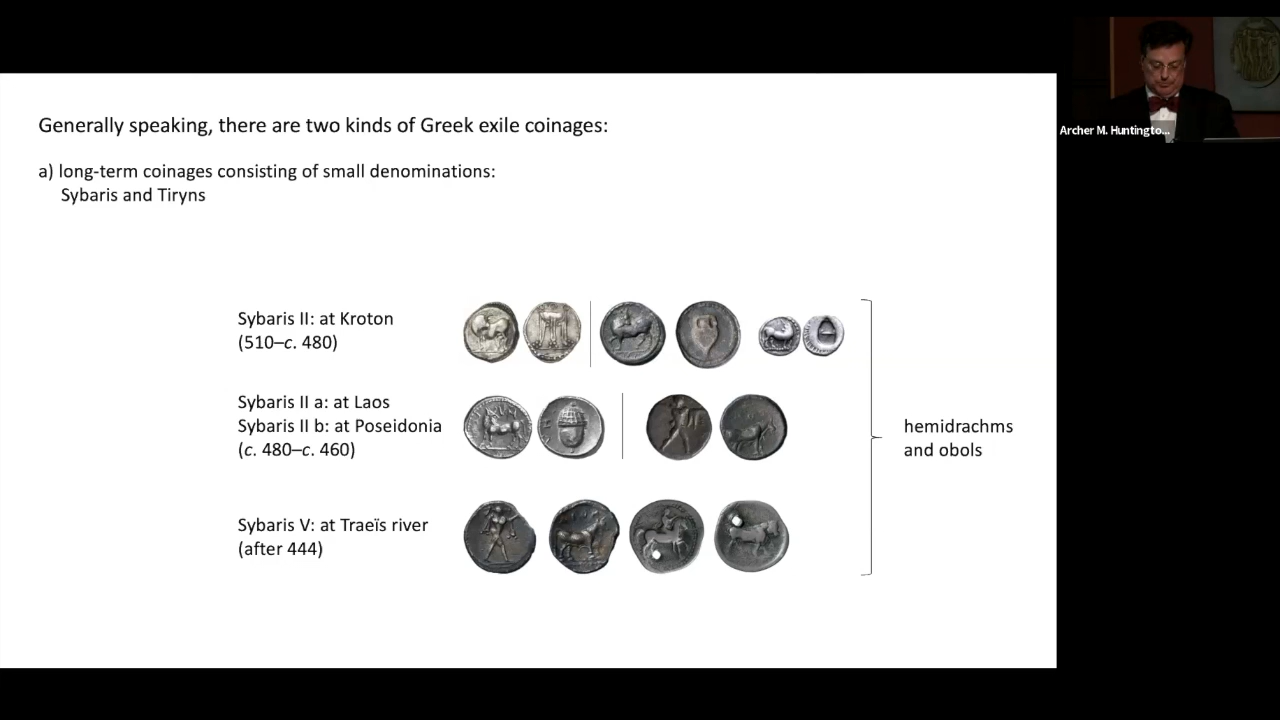 Generally speaking, there are two kinds of Greek exile coinages:
a) long-term coinages consisting of small denominations:
Sybaris and Tiryns
Sybaris II: at Kroton
(510–c. 480)
Sybaris II a: at Laos
Sybaris II b: at Poseidonia
(c. 480–c. 460)
Sybaris V: at Traeïs river
(after 444)
hemidrachms
and obols
Archer M. Huntingto...